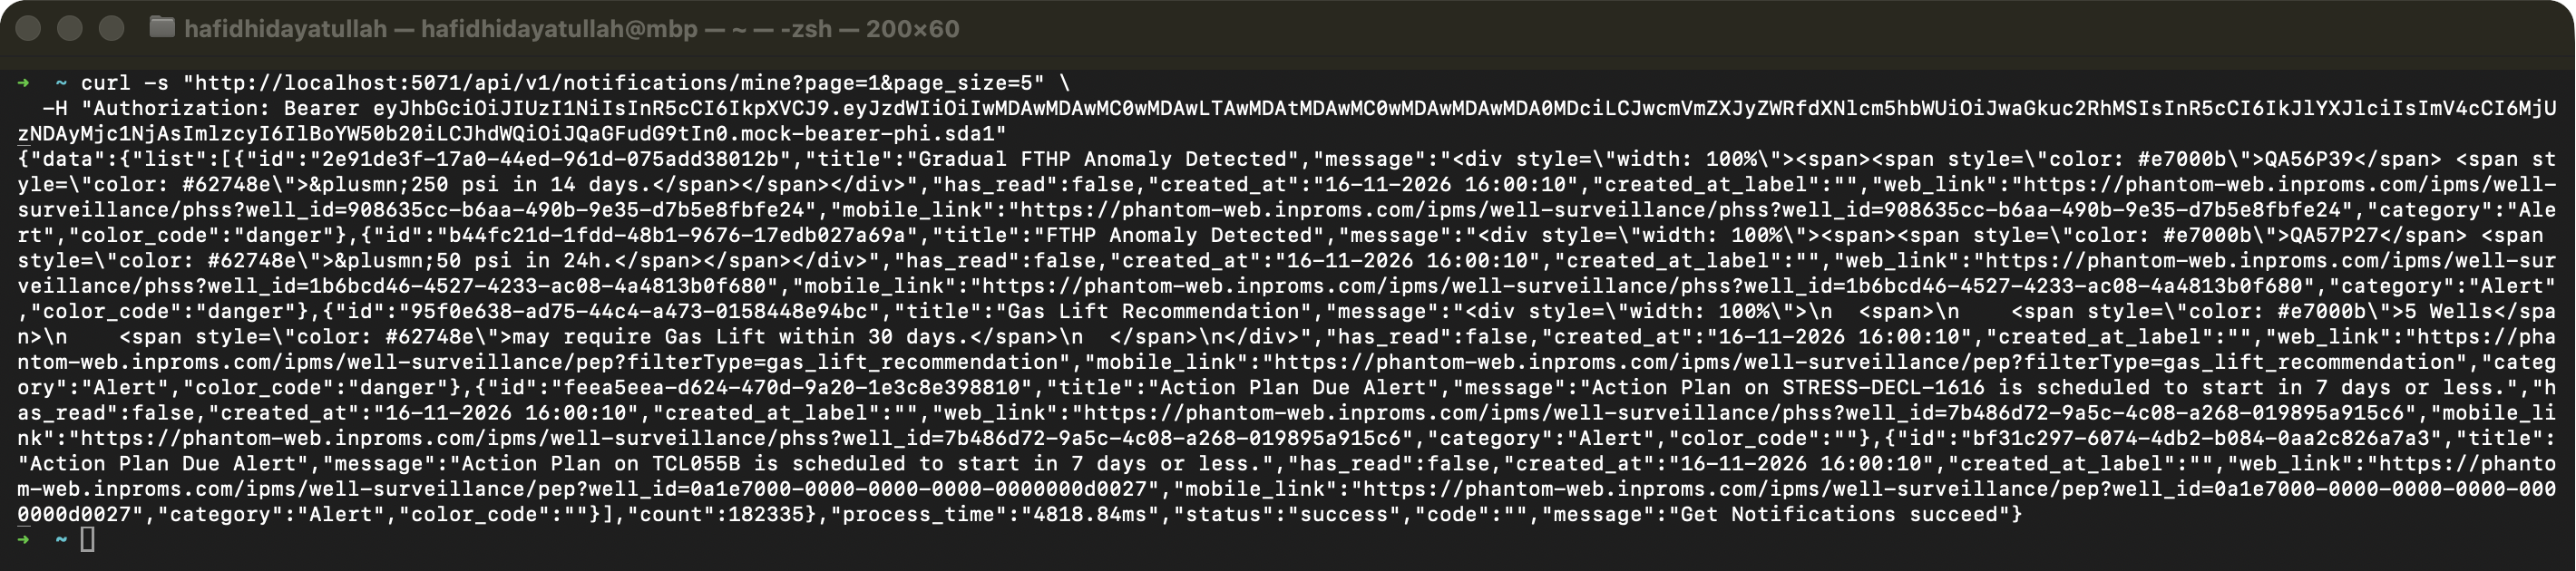 hafidhidayatullah — hafidhidayatullah@mbp — ~ — -zsh — 200×60
➜  ~ curl -s "http://localhost:5071/api/v1/notifications/mine?page=1&page_size=5" \
  -H "Authorization: Bearer eyJhbGciOiJIUzI1NiIsInR5cCI6IkpXVCJ9.eyJzdWIiOiIwMDAwMDAwMC0wMDAwLTAwMDAtMDAwMC0wMDAwMDAwMDA0MDciLCJwcmVmZXJyZWRfdXNlcm5hbWUiOiJwaGkuc2RhMSIsInR5cCI6IkJlYXJlciIsImV4cCI6MjU
zNDAyMjc1NjAsImlzcyI6IlBoYW50b20iLCJhdWQiOiJQaGFudG9tIn0.mock-bearer-phi.sda1"
{"data":{"list":[{"id":"2e91de3f-17a0-44ed-961d-075add38012b","title":"Gradual FTHP Anomaly Detected","message":"<div style=\"width: 100%\"><span><span style=\"color: #e7000b\">QA56P39</span> <span st
yle=\"color: #62748e\">&plusmn;250 psi in 14 days.</span></span></div>","has_read":false,"created_at":"16-11-2026 16:00:10","created_at_label":"","web_link":"https://phantom-web.inproms.com/ipms/well-
surveillance/phss?well_id=908635cc-b6aa-490b-9e35-d7b5e8fbfe24","mobile_link":"https://phantom-web.inproms.com/ipms/well-surveillance/phss?well_id=908635cc-b6aa-490b-9e35-d7b5e8fbfe24","category":"Ale
rt","color_code":"danger"},{"id":"b44fc21d-1fdd-48b1-9676-17edb027a69a","title":"FTHP Anomaly Detected","message":"<div style=\"width: 100%\"><span><span style=\"color: #e7000b\">QA57P27</span> <span 
style=\"color: #62748e\">&plusmn;50 psi in 24h.</span></span></div>","has_read":false,"created_at":"16-11-2026 16:00:10","created_at_label":"","web_link":"https://phantom-web.inproms.com/ipms/well-sur
veillance/phss?well_id=1b6bcd46-4527-4233-ac08-4a4813b0f680","mobile_link":"https://phantom-web.inproms.com/ipms/well-surveillance/phss?well_id=1b6bcd46-4527-4233-ac08-4a4813b0f680","category":"Alert"
,"color_code":"danger"},{"id":"95f0e638-ad75-44c4-a473-0158448e94bc","title":"Gas Lift Recommendation","message":"<div style=\"width: 100%\">\n  <span>\n    <span style=\"color: #e7000b\">5 Wells</spa
n>\n    <span style=\"color: #62748e\">may require Gas Lift within 30 days.</span>\n  </span>\n</div>","has_read":false,"created_at":"16-11-2026 16:00:10","created_at_label":"","web_link":"https://pha
ntom-web.inproms.com/ipms/well-surveillance/pep?filterType=gas_lift_recommendation","mobile_link":"https://phantom-web.inproms.com/ipms/well-surveillance/pep?filterType=gas_lift_recommendation","categ
ory":"Alert","color_code":"danger"},{"id":"feea5eea-d624-470d-9a20-1e3c8e398810","title":"Action Plan Due Alert","message":"Action Plan on STRESS-DECL-1616 is scheduled to start in 7 days or less.","h
as_read":false,"created_at":"16-11-2026 16:00:10","created_at_label":"","web_link":"https://phantom-web.inproms.com/ipms/well-surveillance/phss?well_id=7b486d72-9a5c-4c08-a268-019895a915c6","mobile_li
nk":"https://phantom-web.inproms.com/ipms/well-surveillance/phss?well_id=7b486d72-9a5c-4c08-a268-019895a915c6","category":"Alert","color_code":""},{"id":"bf31c297-6074-4db2-b084-0aa2c826a7a3","title":
"Action Plan Due Alert","message":"Action Plan on TCL055B is scheduled to start in 7 days or less.","has_read":false,"created_at":"16-11-2026 16:00:10","created_at_label":"","web_link":"https://phanto
m-web.inproms.com/ipms/well-surveillance/pep?well_id=0a1e7000-0000-0000-0000-0000000d0027","mobile_link":"https://phantom-web.inproms.com/ipms/well-surveillance/pep?well_id=0a1e7000-0000-0000-0000-000
0000d0027","category":"Alert","color_code":""}],"count":182335},"process_time":"4818.84ms","status":"success","code":"","message":"Get Notifications succeed"}
➜  ~